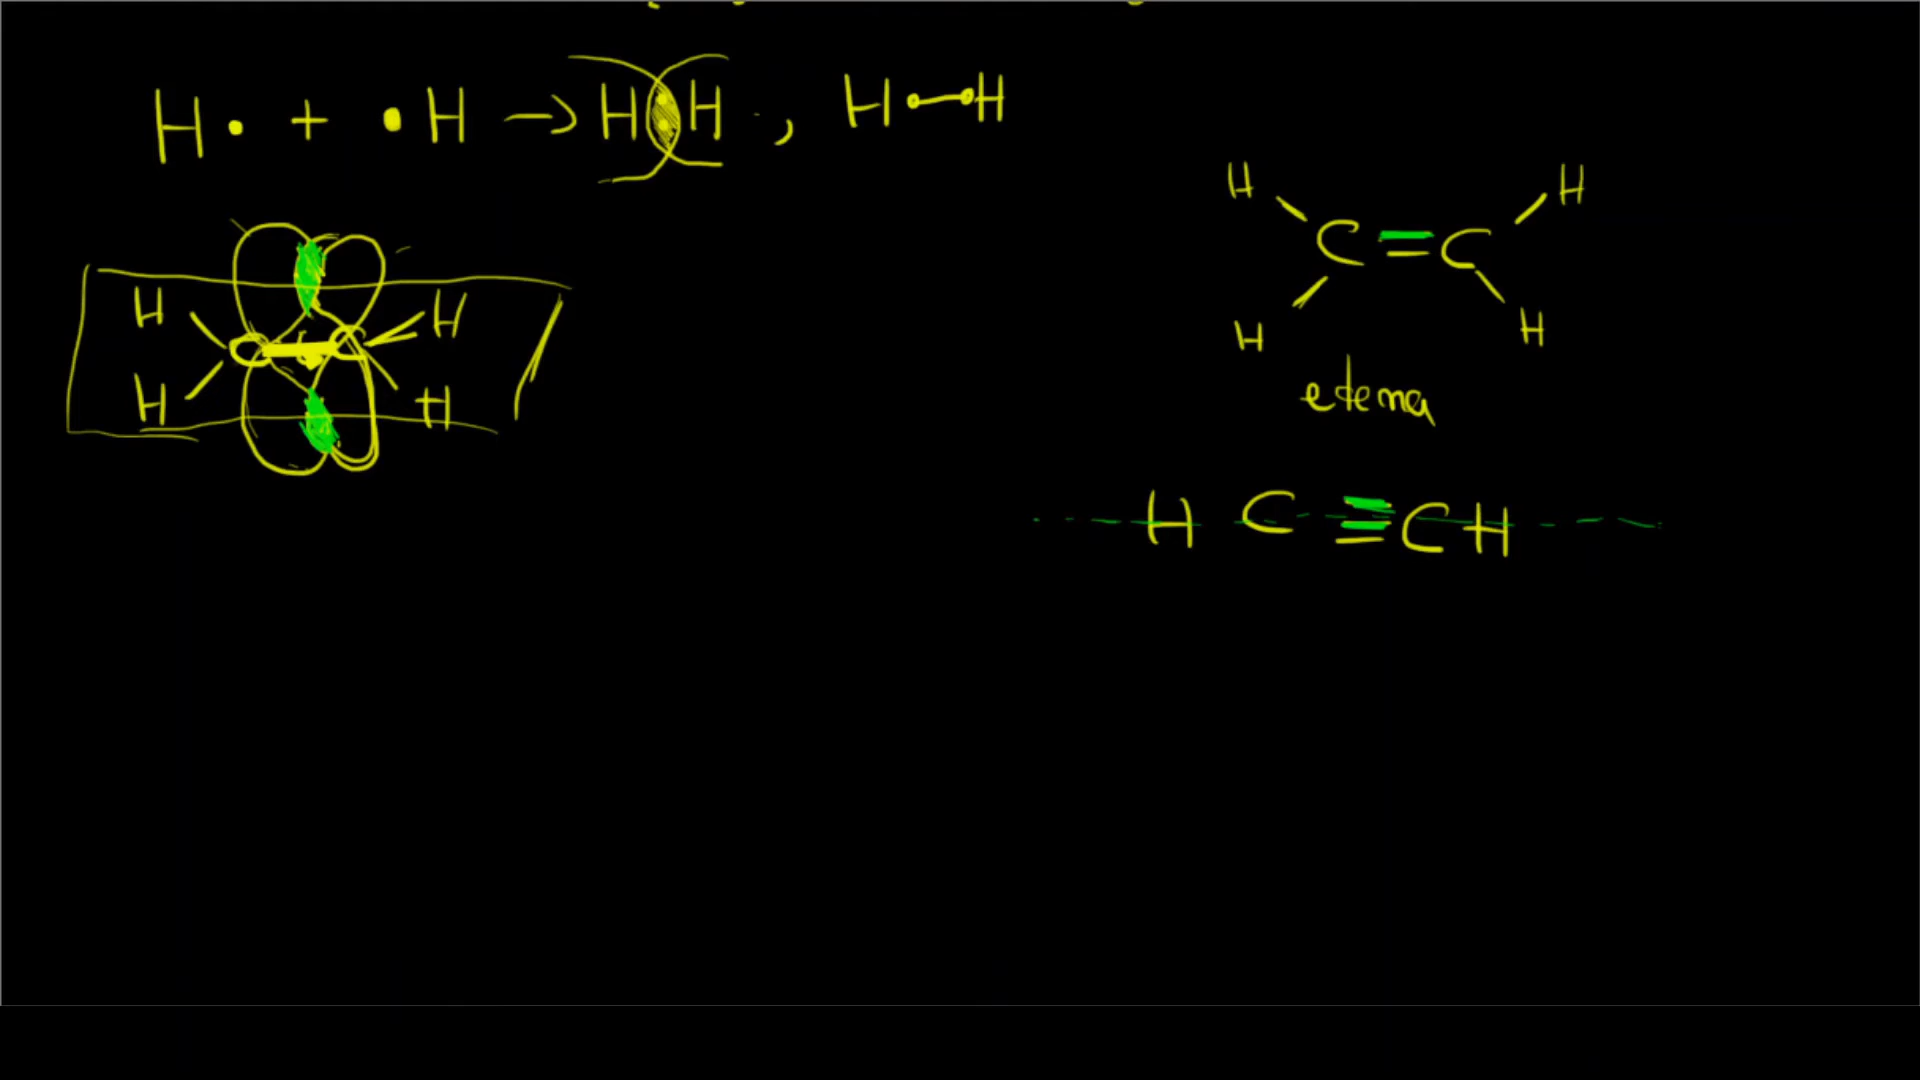 H· + ·H → H:H , H—H
H H
C=C
H H
etena
H H
C C
H H
H C≡CH